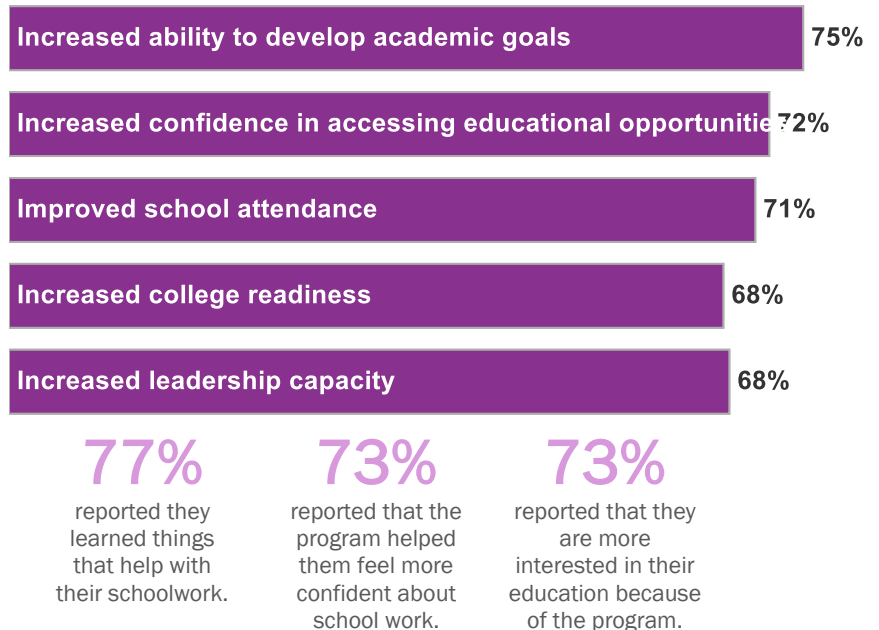 Increased ability to develop academic goals 75%
Increased confidence in accessing educational opportunities 72%
Improved school attendance 71%
Increased college readiness 68%
Increased leadership capacity 68%
77%
reported they
learned things
that help with
their schoolwork.
73%
reported that the
program helped
them feel more
confident about
school work.
73%
reported that they
are more
interested in their
education because
of the program.